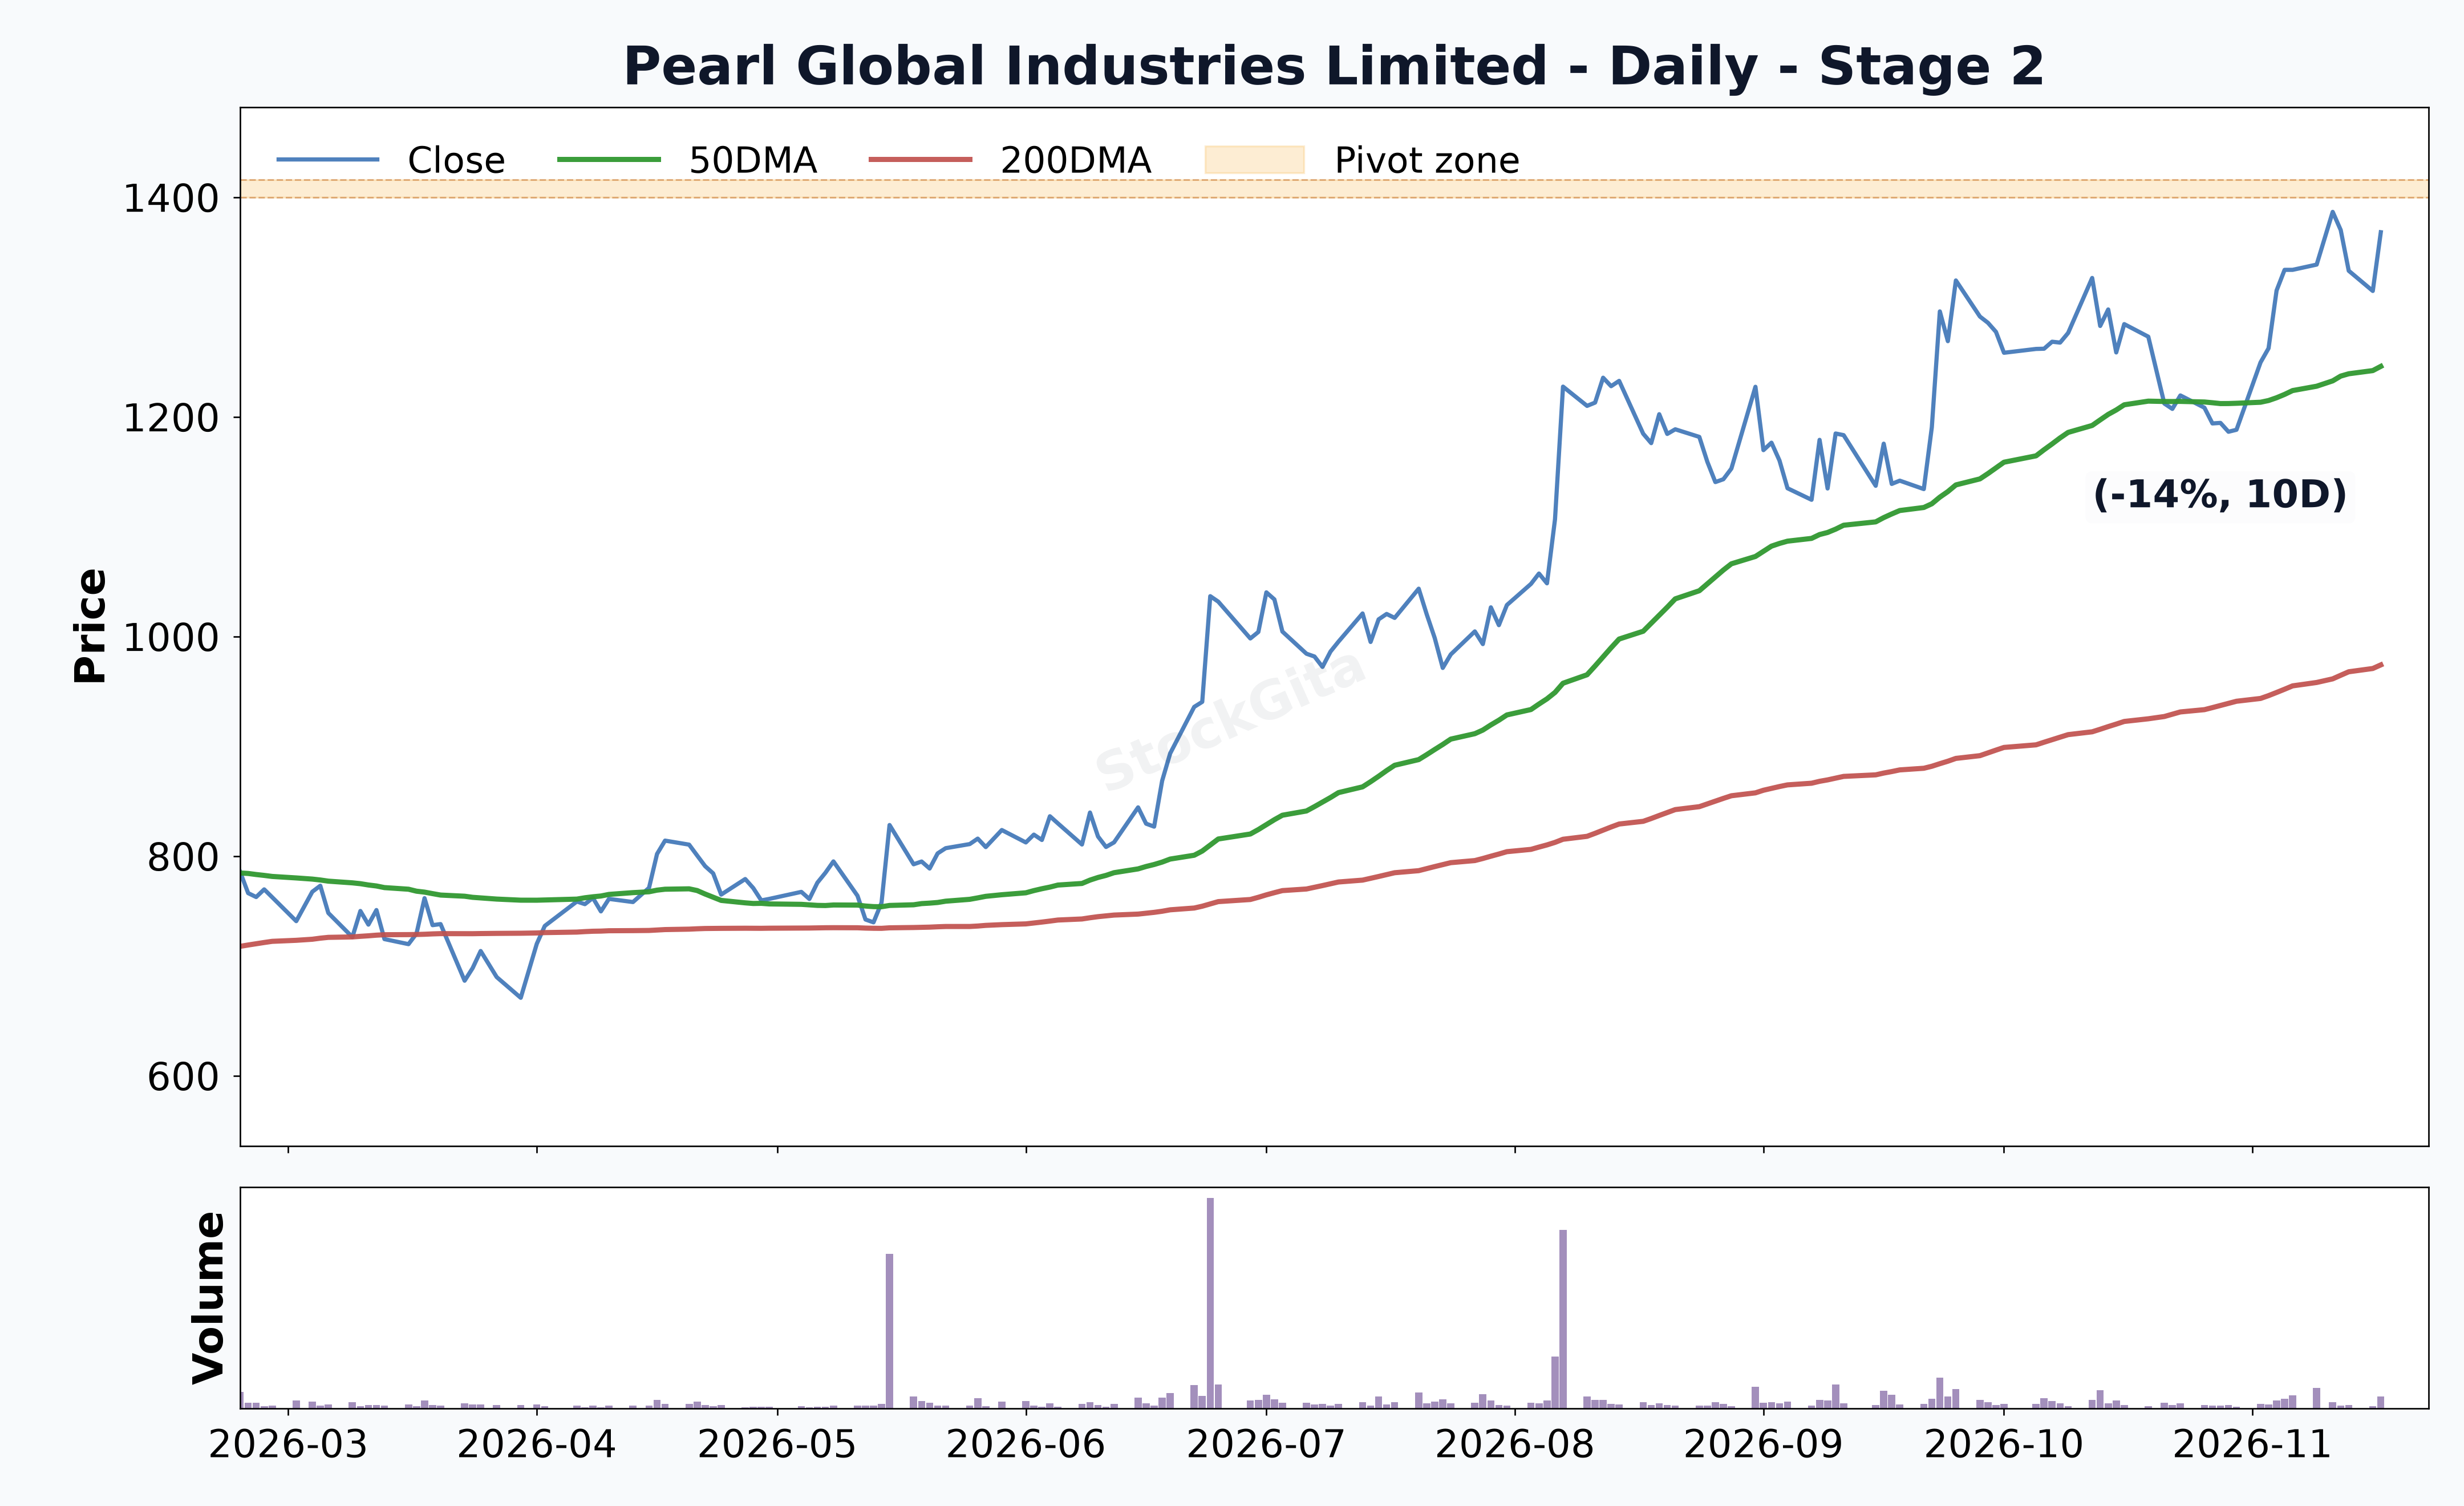 Pearl Global Industries Limited - Daily - Stage 2
Close 50DMA 200DMA Pivot zone
1400
1200
1000
800
600
Price
(-14%, 10D)
StockGita
Volume
2026-03 2026-04 2026-05 2026-06 2026-07 2026-08 2026-09 2026-10 2026-11